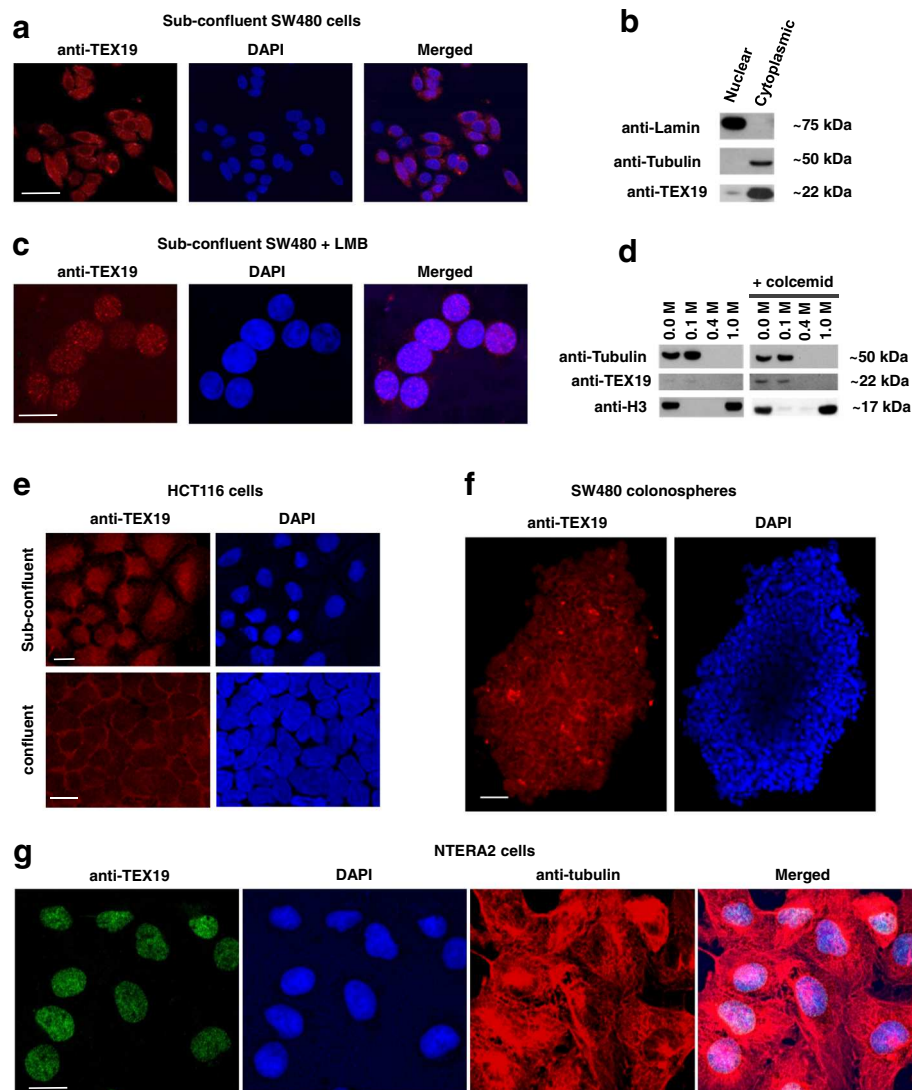 a
Sub-confluent SW480 cells
anti-TEX19 DAPI Merged
b
Nuclear
Cytoplasmic
anti-Lamin ~75 kDa
anti-Tubulin ~50 kDa
anti-TEX19 ~22 kDa
c
Sub-confluent SW480 + LMB
anti-TEX19 DAPI Merged
d
+ colcemid
0.0 M 0.1 M 0.4 M 1.0 M 0.0 M 0.1 M 0.4 M 1.0 M
anti-Tubulin ~50 kDa
anti-TEX19 ~22 kDa
anti-H3 ~17 kDa
e
HCT116 cells
anti-TEX19 DAPI
Sub-confluent
confluent
f
SW480 colonospheres
anti-TEX19 DAPI
g
NTERA2 cells
anti-TEX19 DAPI anti-tubulin Merged